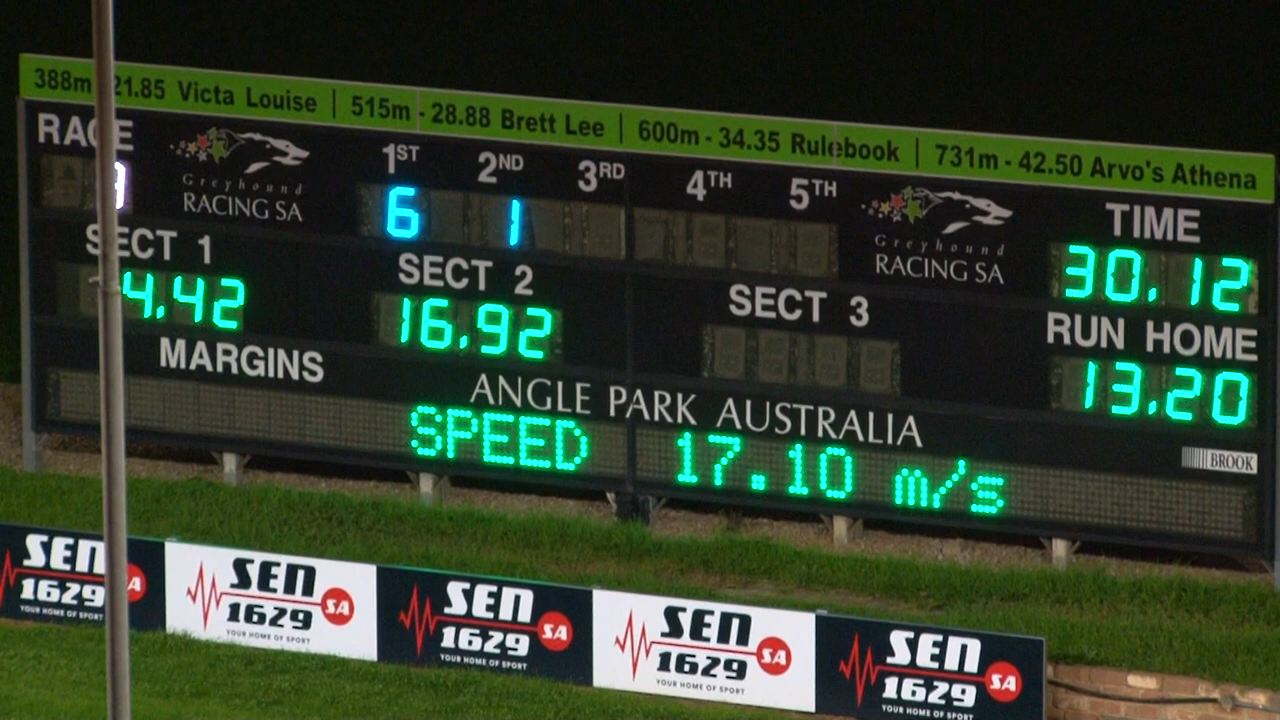 388m 21.85 Victa Louise | 515m - 28.88 Brett Lee | 600m - 34.35 Rulebook | 731m - 42.50 Arvo's Athena
RACE
Greyhound
RACING SA
1ST 2ND 3RD 4TH 5TH
6 1
Greyhound
RACING SA
TIME
30.12
SECT 1
4.42
SECT 2
16.92
SECT 3
RUN HOME
13.20
MARGINS
ANGLE PARK AUSTRALIA
SPEED 17.10 m/s
BROOK
SEN
1629 SA
YOUR HOME OF SPORT
SEN
1629 SA
YOUR HOME OF SPORT
SEN
1629 SA
YOUR HOME OF SPORT
SEN
1629 SA
YOUR HOME OF SPORT
SEN
1629 SA
YOUR HOME OF SPORT